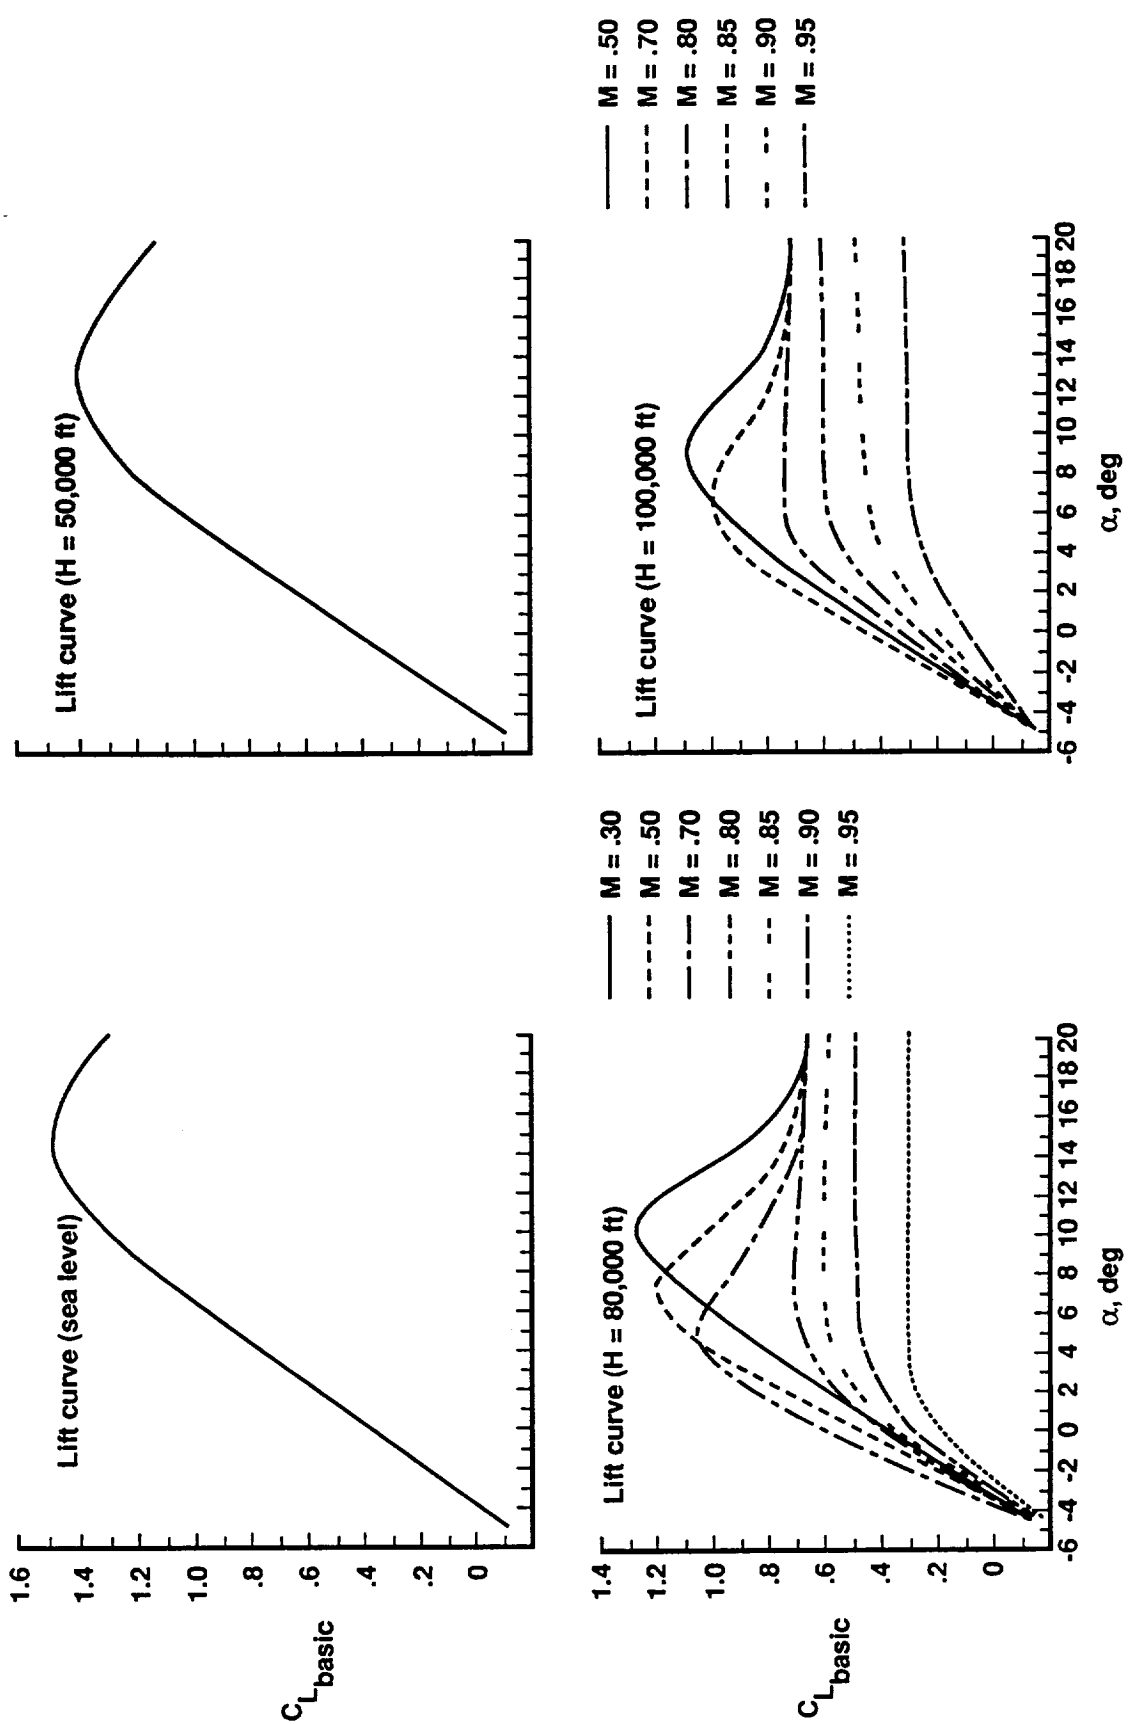 Lift curve (sea level)
1.6
1.4
1.2
1.0
.8
.6
.4
.2
0
C_L basic
Lift curve (H = 50,000 ft)
Lift curve (H = 80,000 ft)
1.4
1.2
1.0
.8
.6
.4
.2
0
C_L basic
-6 -4 -2 0 2 4 6 8 10 12 14 16 18 20
α, deg
M = .30
M = .50
M = .70
M = .80
M = .85
M = .90
M = .95
Lift curve (H = 100,000 ft)
-6 -4 -2 0 2 4 6 8 10 12 14 16 18 20
α, deg
M = .50
M = .70
M = .80
M = .85
M = .90
M = .95